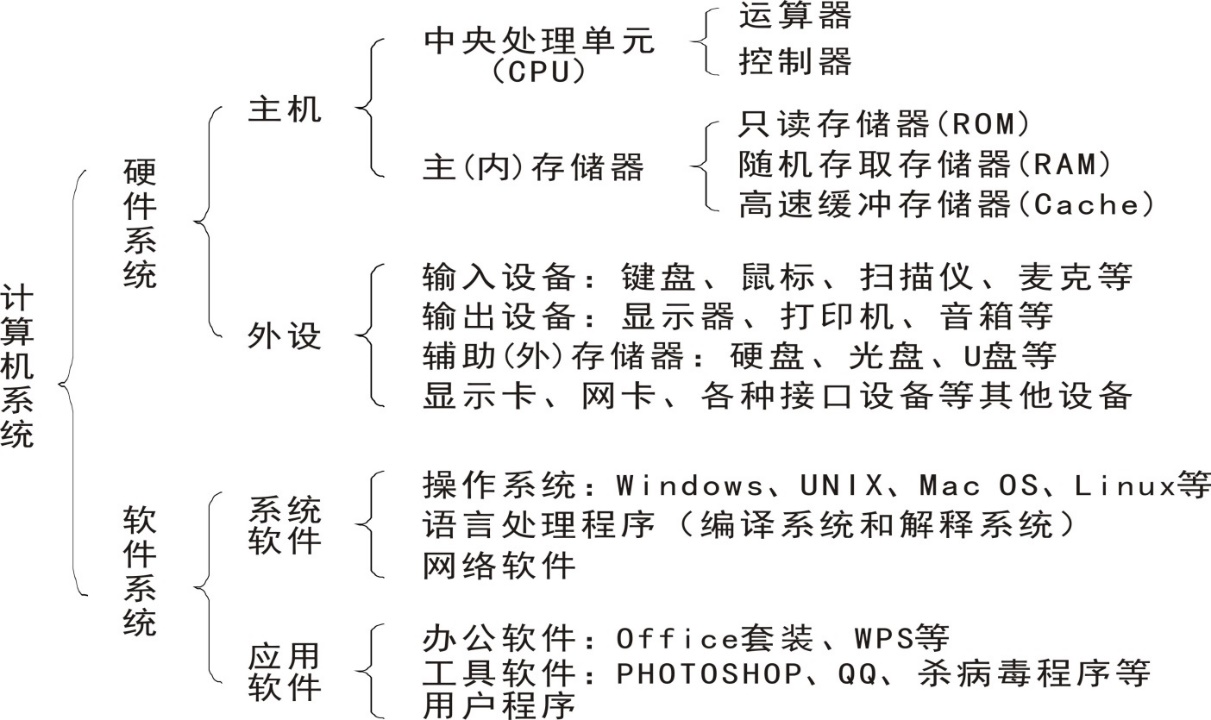 计算机系统
硬件系统
主机
中央处理单元
(CPU)
运算器
控制器
主(内)存储器
只读存储器(ROM)
随机存取存储器(RAM)
高速缓冲存储器(Cache)
外设
输入设备：键盘、鼠标、扫描仪、麦克等
输出设备：显示器、打印机、音箱等
辅助(外)存储器：硬盘、光盘、U盘等
显示卡、网卡、各种接口设备等其他设备
软件系统
系统
软件
操作系统：Windows、UNIX、Mac OS、Linux等
语言处理程序（编译系统和解释系统）
网络软件
应用
软件
办公软件：Office套装、WPS等
工具软件：PHOTOSHOP、QQ、杀病毒程序等
用户程序